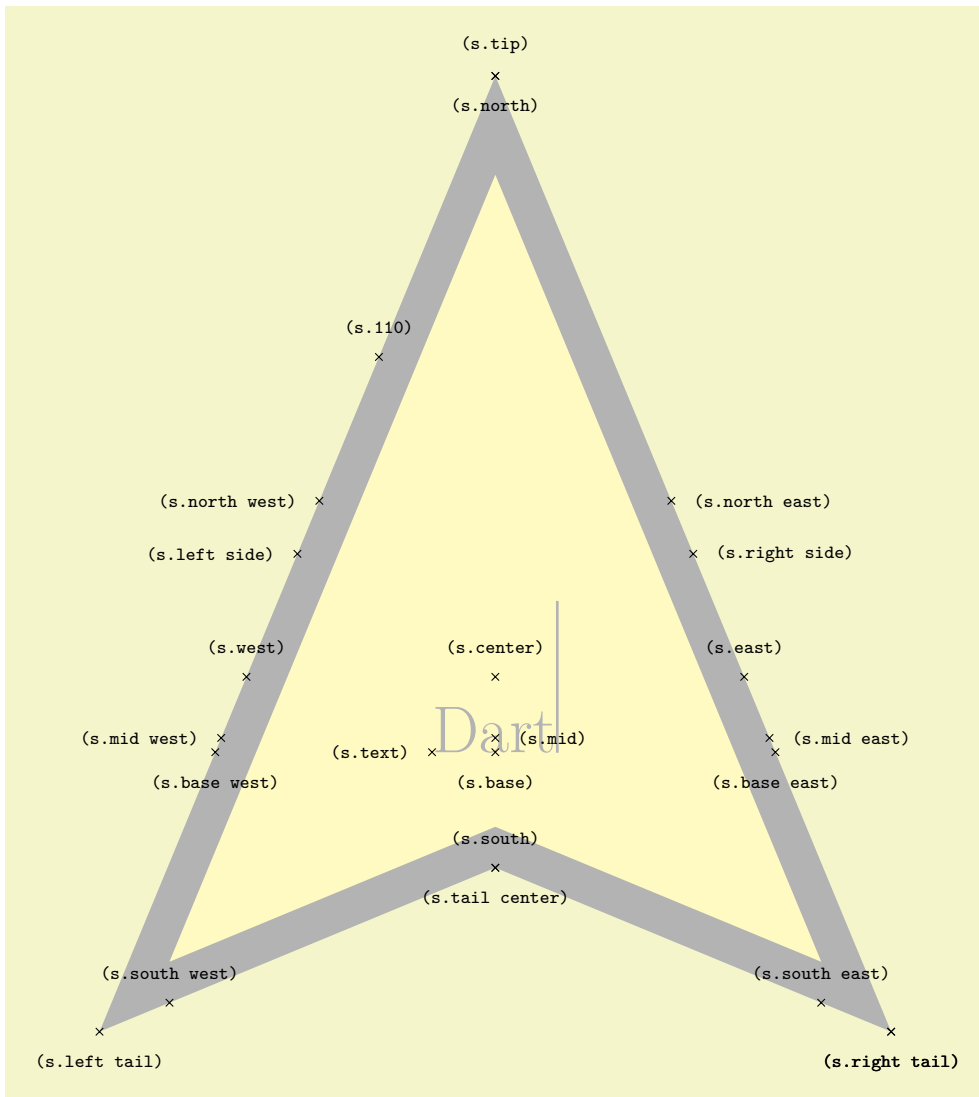 (s.tip)
(s.north)
(s.110)
(s.north west) (s.north east)
(s.left side) (s.right side)
(s.west) (s.center) (s.east)
Dart
(s.mid west) (s.mid) (s.mid east)
(s.text)
(s.base west) (s.base) (s.base east)
(s.south)
(s.tail center)
(s.south west) (s.south east)
(s.left tail) (s.right tail)